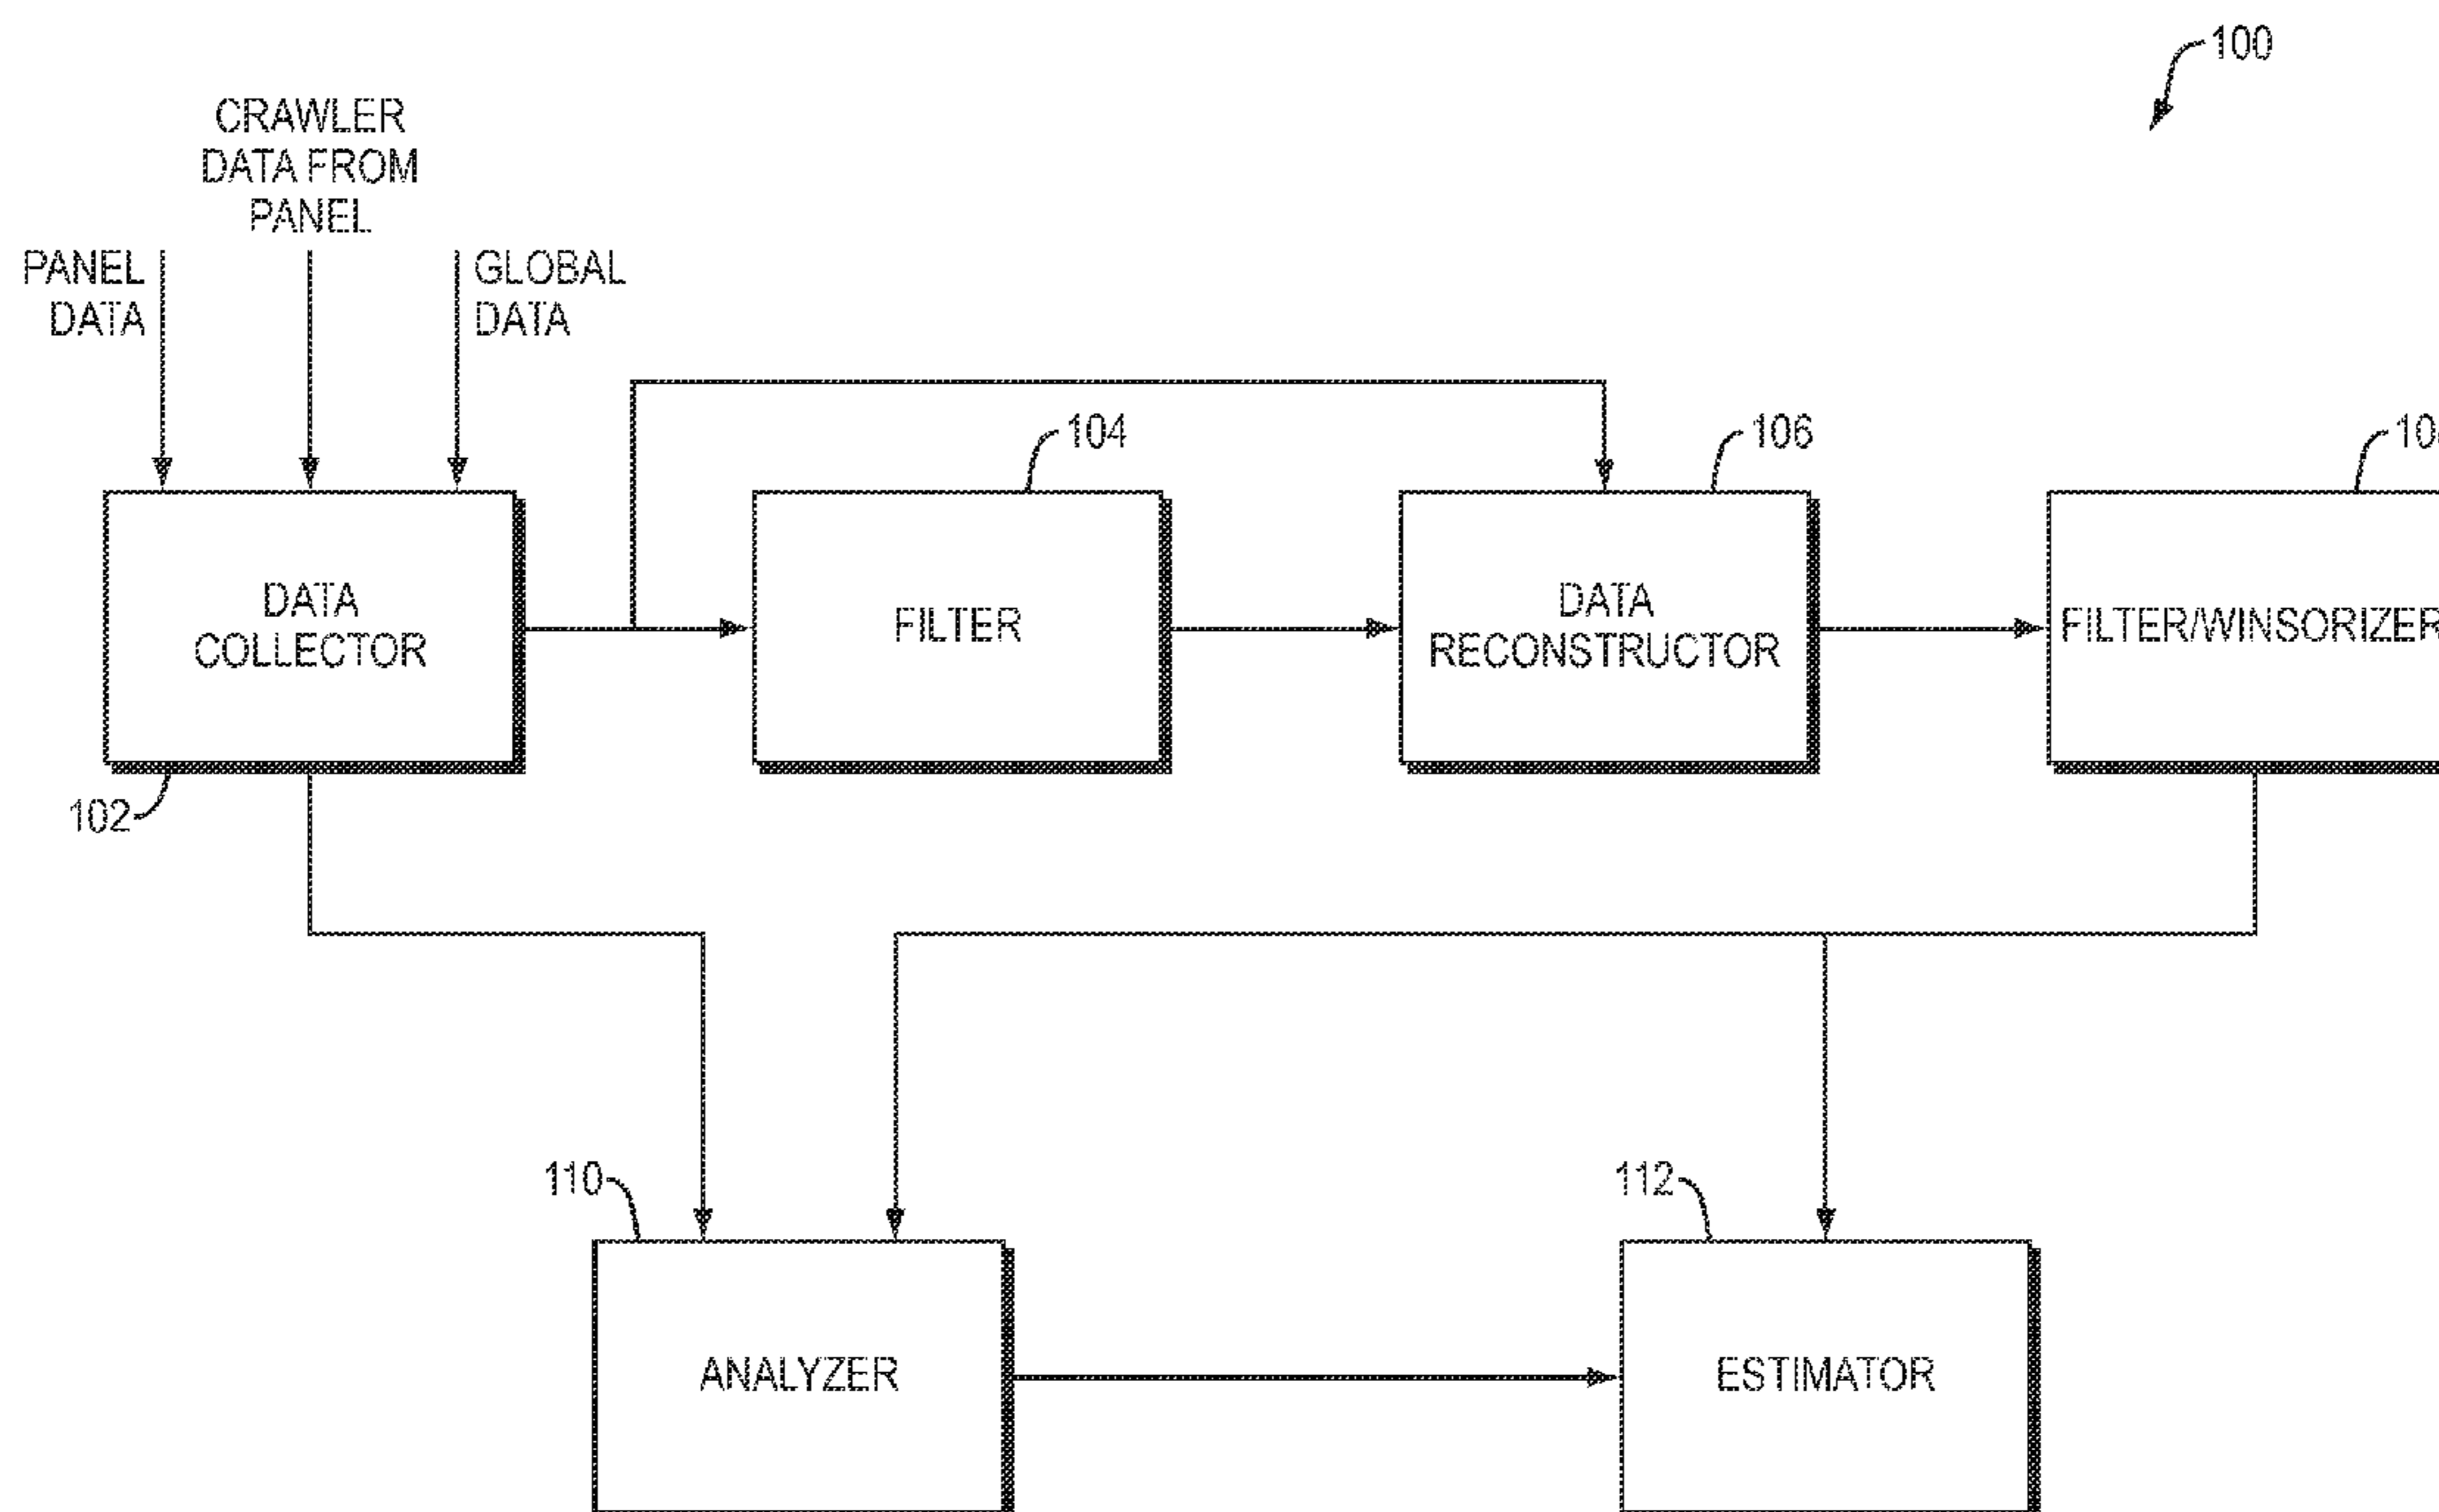 100
CRAWLER
DATA FROM
PANEL
PANEL
DATA
GLOBAL
DATA
104
106
DATA
COLLECTOR
FILTER
DATA
RECONSTRUCTOR
FILTER/WINSORIZER
102
110
112
ANALYZER
ESTIMATOR